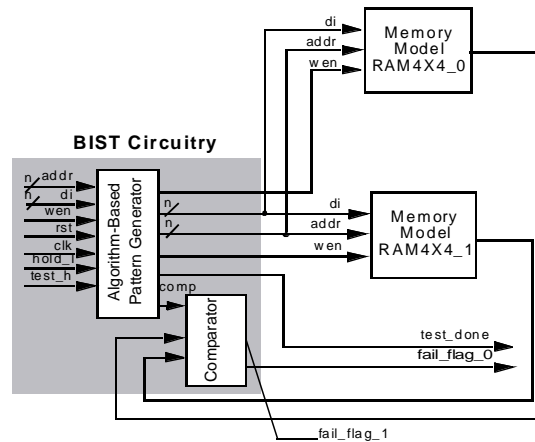 di
addr
wen
Memory
Model
RAM4X4_0
BIST Circuitry
n addr
n di
wen
rst
clk
hold_l
test_h
Algorithm-Based
Pattern Generator
n
n
di
addr
wen
Memory
Model
RAM4X4_1
comp
Comparator
test_done
fail_flag_0
fail_flag_1